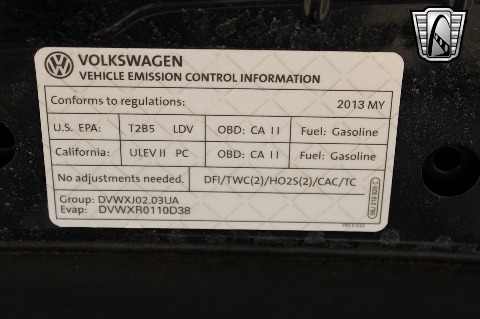 VOLKSWAGEN
VEHICLE EMISSION CONTROL INFORMATION
Conforms to regulations: 2013 MY
U.S. EPA: T2B5 LDV OBD: CA II Fuel: Gasoline
California: ULEV II PC OBD: CA II Fuel: Gasoline
No adjustments needed. DFI/TWC(2)/HO2S(2)/CAC/TC
Group: DVWXJ02.03UA
Evap: DVWXR0110D38